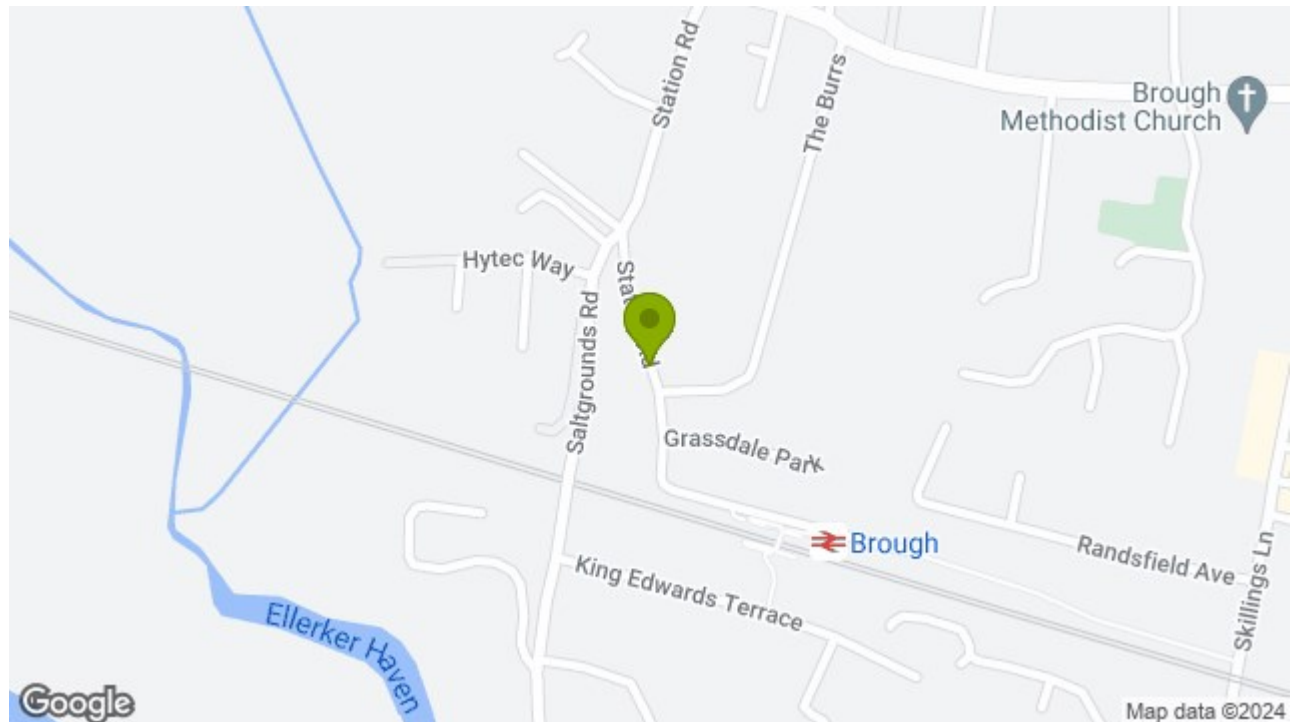 Station Rd
The Burrs
Brough
Methodist Church
Hytec Way
Saltgrounds Rd
Grassdale Park
Brough
Randsfield Ave
King Edwards Terrace
Skillings Ln
Ellerker Haven
Google
Map data ©2024